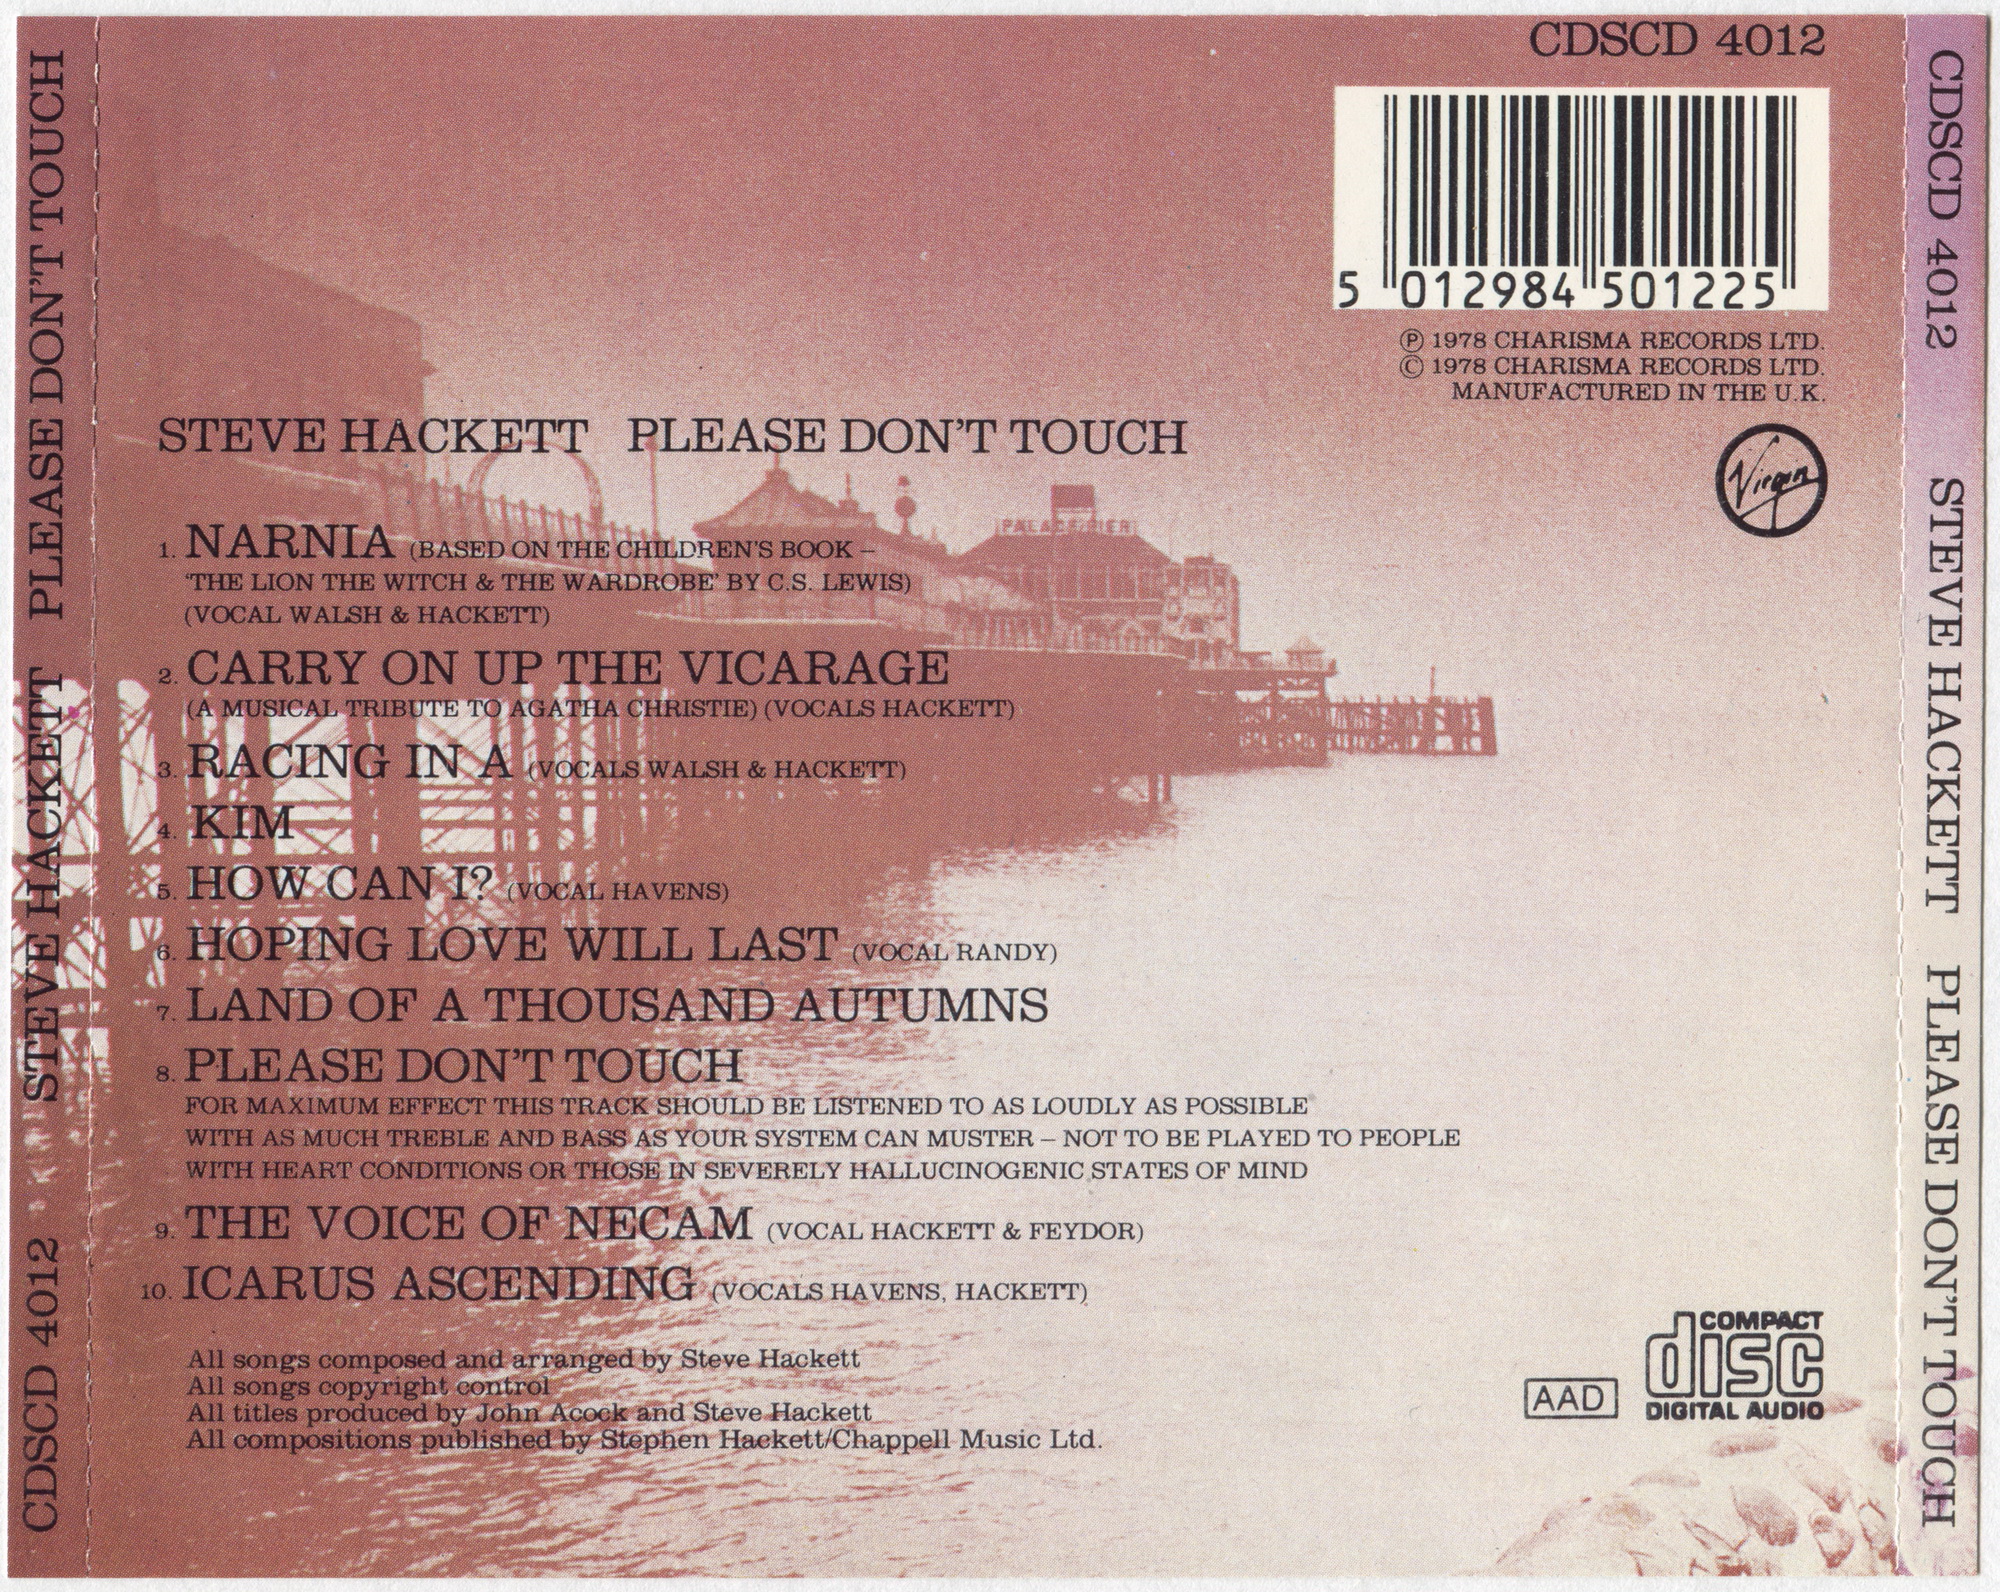 CDSCD 4012
5 012984 501225
Ⓟ 1978 CHARISMA RECORDS LTD.
© 1978 CHARISMA RECORDS LTD.
MANUFACTURED IN THE U.K.
Virgin
STEVE HACKETT PLEASE DON'T TOUCH
PALACE PIER
1. NARNIA (BASED ON THE CHILDREN'S BOOK –
'THE LION THE WITCH & THE WARDROBE' BY C.S. LEWIS)
(VOCAL WALSH & HACKETT)
2. CARRY ON UP THE VICARAGE
(A MUSICAL TRIBUTE TO AGATHA CHRISTIE) (VOCALS HACKETT)
3. RACING IN A (VOCALS WALSH & HACKETT)
4. KIM
5. HOW CAN I? (VOCAL HAVENS)
6. HOPING LOVE WILL LAST (VOCAL RANDY)
7. LAND OF A THOUSAND AUTUMNS
8. PLEASE DON'T TOUCH
FOR MAXIMUM EFFECT THIS TRACK SHOULD BE LISTENED TO AS LOUDLY AS POSSIBLE
WITH AS MUCH TREBLE AND BASS AS YOUR SYSTEM CAN MUSTER – NOT TO BE PLAYED TO PEOPLE
WITH HEART CONDITIONS OR THOSE IN SEVERELY HALLUCINOGENIC STATES OF MIND
9. THE VOICE OF NECAM (VOCAL HACKETT & FEYDOR)
10. ICARUS ASCENDING (VOCALS HAVENS, HACKETT)
All songs composed and arranged by Steve Hackett
All songs copyright control
All titles produced by John Acock and Steve Hackett
All compositions published by Stephen Hackett/Chappell Music Ltd.
AAD
COMPACT
disc
DIGITAL AUDIO
CDSCD 4012 STEVE HACKETT PLEASE DON'T TOUCH
CDSCD 4012 STEVE HACKETT PLEASE DON'T TOUCH